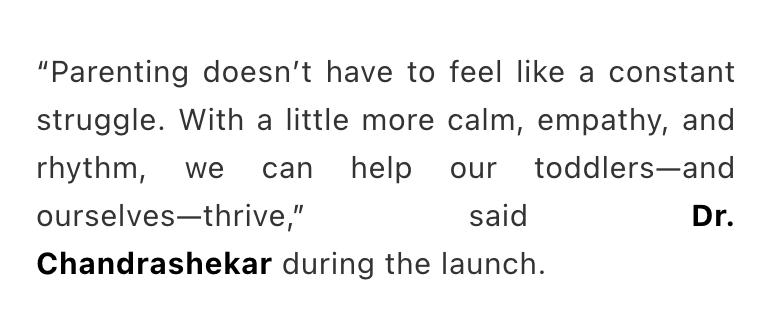 “Parenting doesn’t have to feel like a constant
struggle. With a little more calm, empathy, and
rhythm, we can help our toddlers—and
ourselves—thrive,” said Dr.
Chandrashekar during the launch.